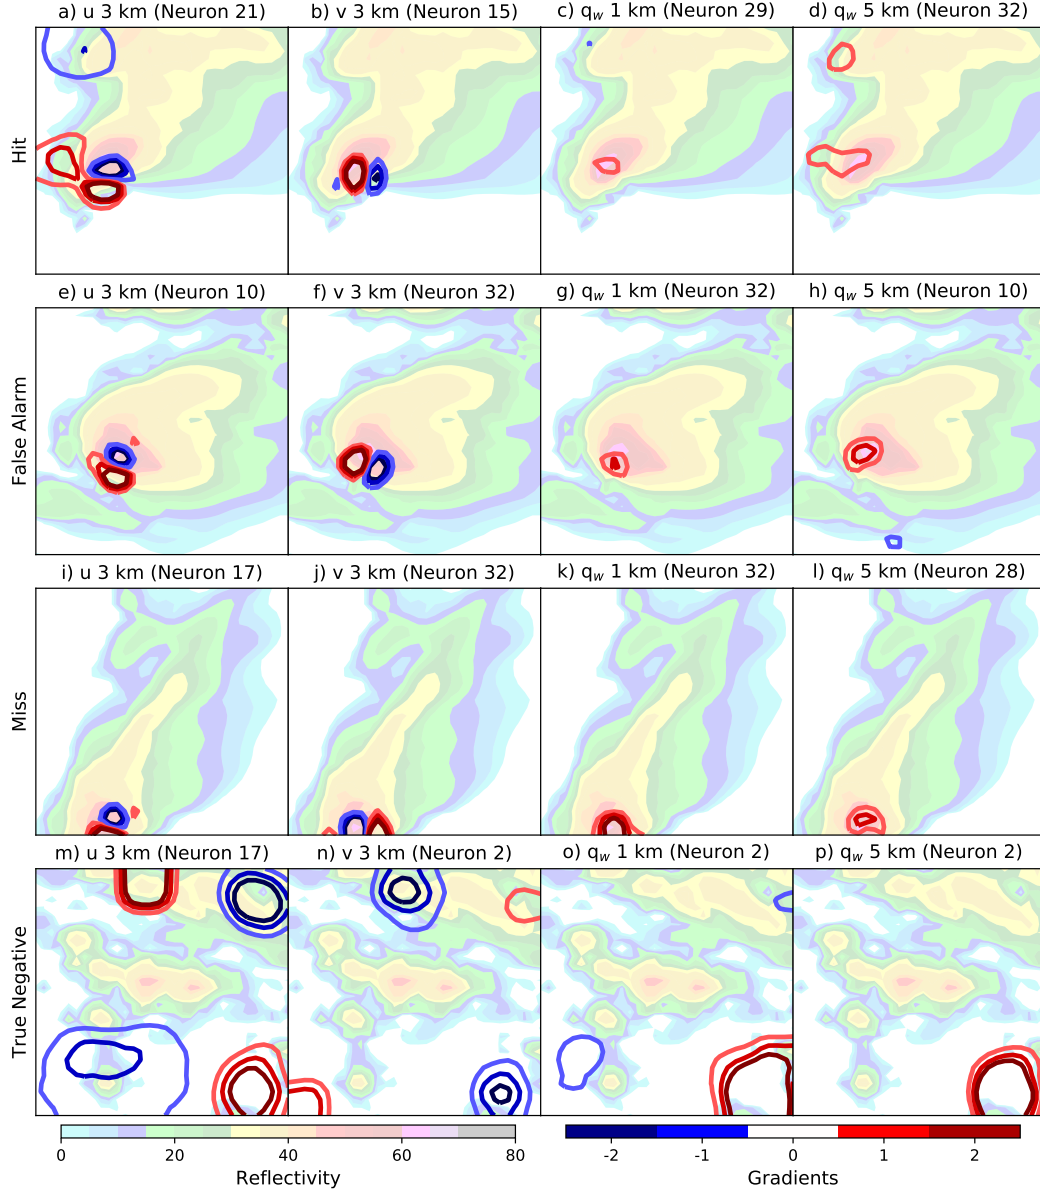 a) u 3 km (Neuron 21)
b) v 3 km (Neuron 15)
c) q_w 1 km (Neuron 29)
d) q_w 5 km (Neuron 32)
Hit
e) u 3 km (Neuron 10)
f) v 3 km (Neuron 32)
g) q_w 1 km (Neuron 32)
h) q_w 5 km (Neuron 10)
False Alarm
i) u 3 km (Neuron 17)
j) v 3 km (Neuron 32)
k) q_w 1 km (Neuron 32)
l) q_w 5 km (Neuron 28)
Miss
m) u 3 km (Neuron 17)
n) v 3 km (Neuron 2)
o) q_w 1 km (Neuron 2)
p) q_w 5 km (Neuron 2)
True Negative
0 20 40 60 80
Reflectivity
-2 -1 0 1 2
Gradients